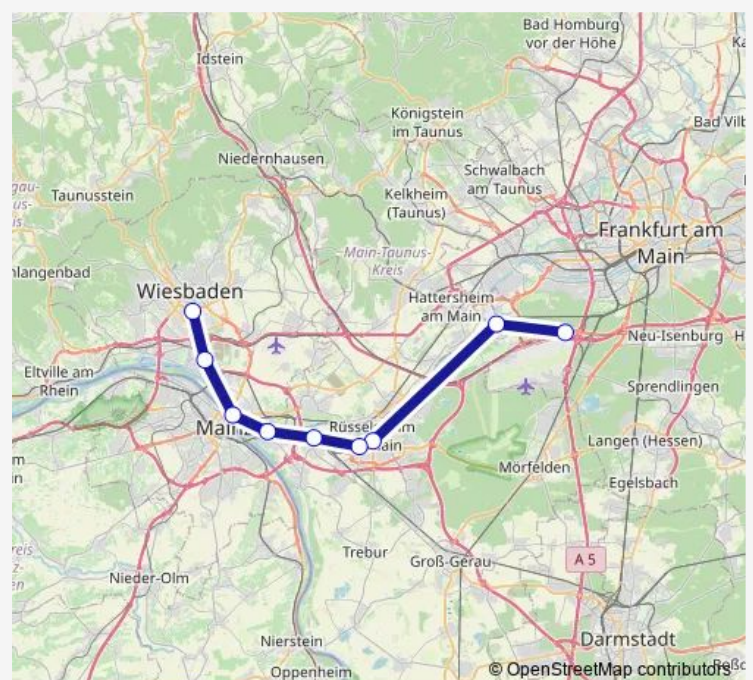 Bad Homburg
vor der Höhe
Idstein
Königstein
im Taunus
Bad Vilb
Niedernhausen
Schwalbach
am Taunus
Taunusstein
Kelkheim
(Taunus)
Frankfurt am
Main
Main-Taunus-
Kreis
hlangenbad
Wiesbaden
Hattersheim
am Main
Neu-Isenburg
Eltville am
Rhein
Sprendlingen
Mainz
Langen (Hessen)
Mörfelden
Egelsbach
Trebur
Groß-Gerau
A 5
Nieder-Olm
Nierstein
Darmstadt
Oppenheim
© OpenStreetMap contributors